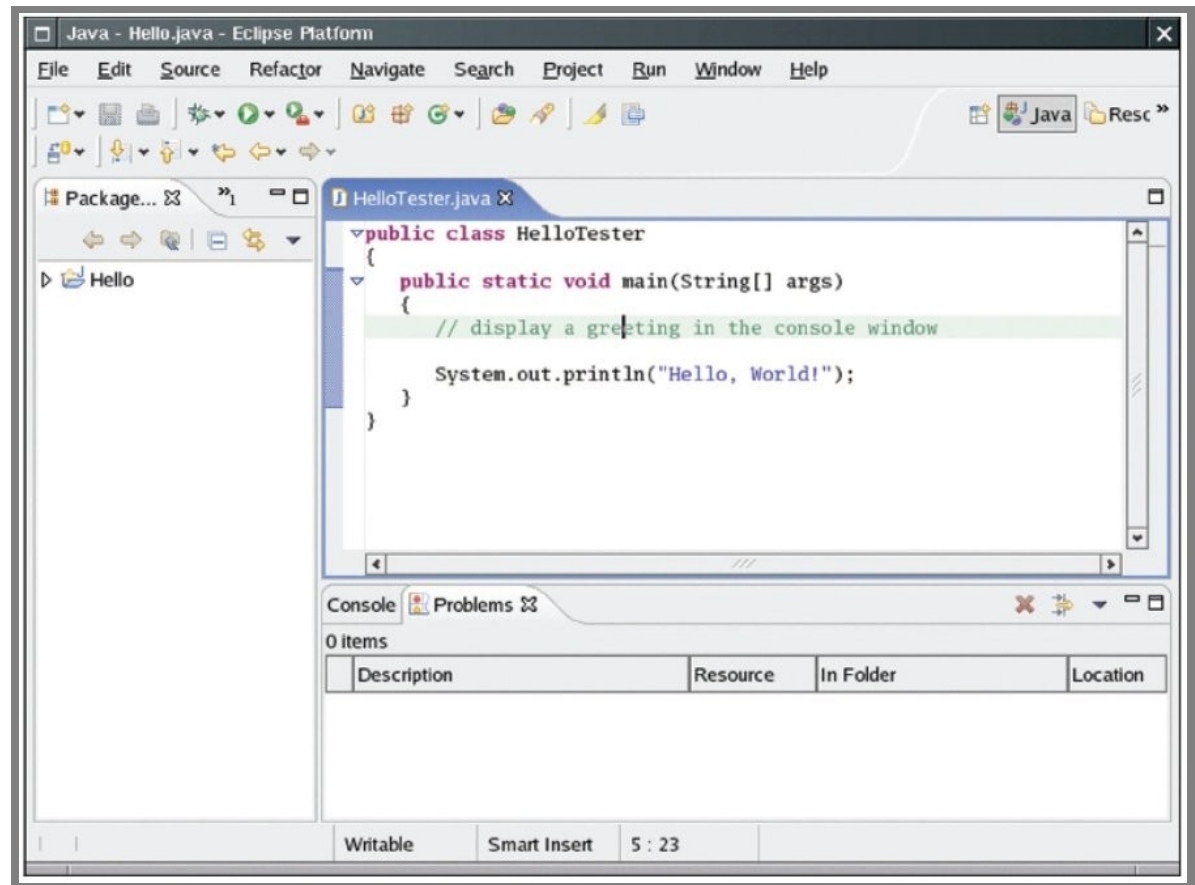 Java - Hello.java - Eclipse Platform
File Edit Source Refactor Navigate Search Project Run Window Help
Java Resc »
Package... »1
HelloTester.java
Hello
public class HelloTester
{
public static void main(String[] args)
{
// display a greeting in the console window
System.out.println("Hello, World!");
}
}
Console Problems
0 items
Description Resource In Folder Location
Writable Smart Insert 5 : 23